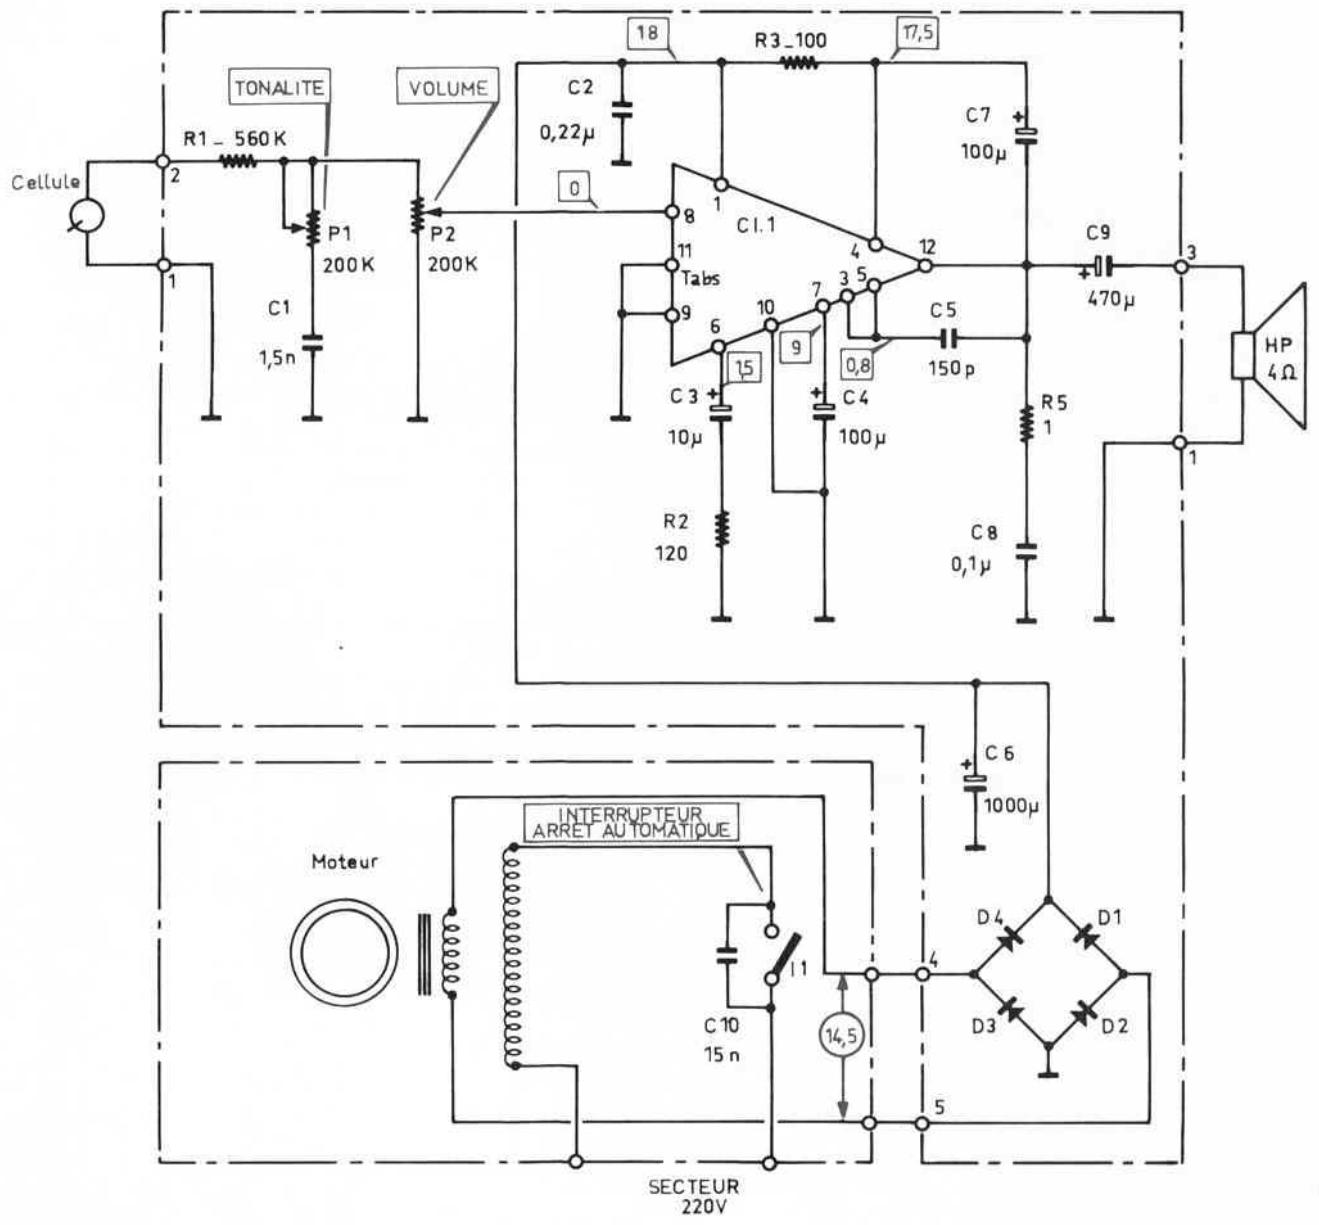 18
R3_100
17,5
TONALITE
VOLUME
C2
0,22µ
C7
100µ
R1_ 560K
2
Cellule
0
1
8
CI.1
P1
200K
P2
200K
4
12
C9
3
470µ
11
Tabs
5
3
7
10
9
6
C1
1,5n
C5
150p
9
15
0,8
HP
4Ω
C3
10µ
C4
100µ
R5
1
1
1
R2
120
C8
0,1µ
C6
1000µ
INTERRUPTEUR
ARRET AUTOMATIQUE
Moteur
D4
D1
4
I1
D3
D2
C10
15n
14,5
5
SECTEUR
220V